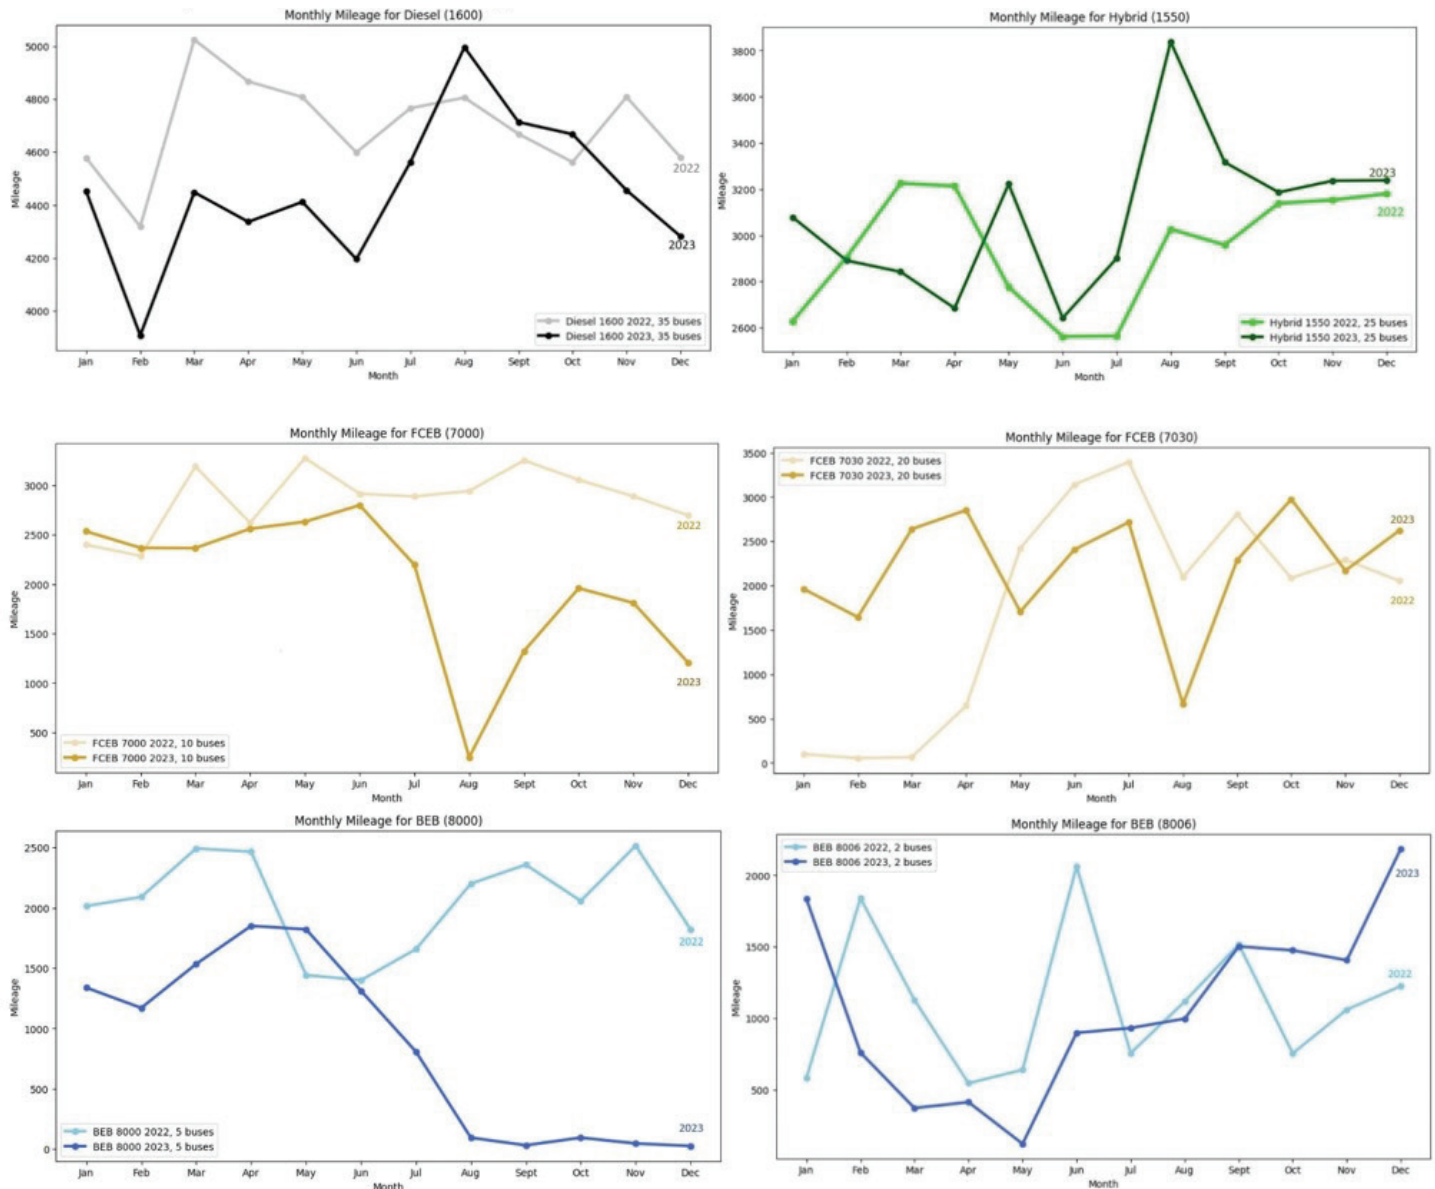 Monthly Mileage for Diesel (1600)
Mileage
5000
4800
4600
4400
4200
4000
2022
2023
Diesel 1600 2022, 35 buses
Diesel 1600 2023, 35 buses
Jan Feb Mar Apr May Jun Jul Aug Sept Oct Nov Dec
Month
Monthly Mileage for Hybrid (1550)
Mileage
3800
3600
3400
3200
3000
2800
2600
2023
2022
Hybrid 1550 2022, 25 buses
Hybrid 1550 2023, 25 buses
Jan Feb Mar Apr May Jun Jul Aug Sept Oct Nov Dec
Month
Monthly Mileage for FCEB (7000)
Mileage
3000
2500
2000
1500
1000
500
2022
2023
FCEB 7000 2022, 10 buses
FCEB 7000 2023, 10 buses
Jan Feb Mar Apr May Jun Jul Aug Sept Oct Nov Dec
Month
Monthly Mileage for FCEB (7030)
FCEB 7030 2022, 20 buses
FCEB 7030 2023, 20 buses
Mileage
3500
3000
2500
2000
1500
1000
500
0
2023
2022
Jan Feb Mar Apr May Jun Jul Aug Sept Oct Nov Dec
Month
Monthly Mileage for BEB (8000)
Mileage
2500
2000
1500
1000
500
0
2022
2023
BEB 8000 2022, 5 buses
BEB 8000 2023, 5 buses
Jan Feb Mar Apr May Jun Jul Aug Sept Oct Nov Dec
Month
Monthly Mileage for BEB (8006)
BEB 8006 2022, 2 buses
BEB 8006 2023, 2 buses
Mileage
2000
1500
1000
500
2023
2022
Jan Feb Mar Apr May Jun Jul Aug Sept Oct Nov Dec
Month